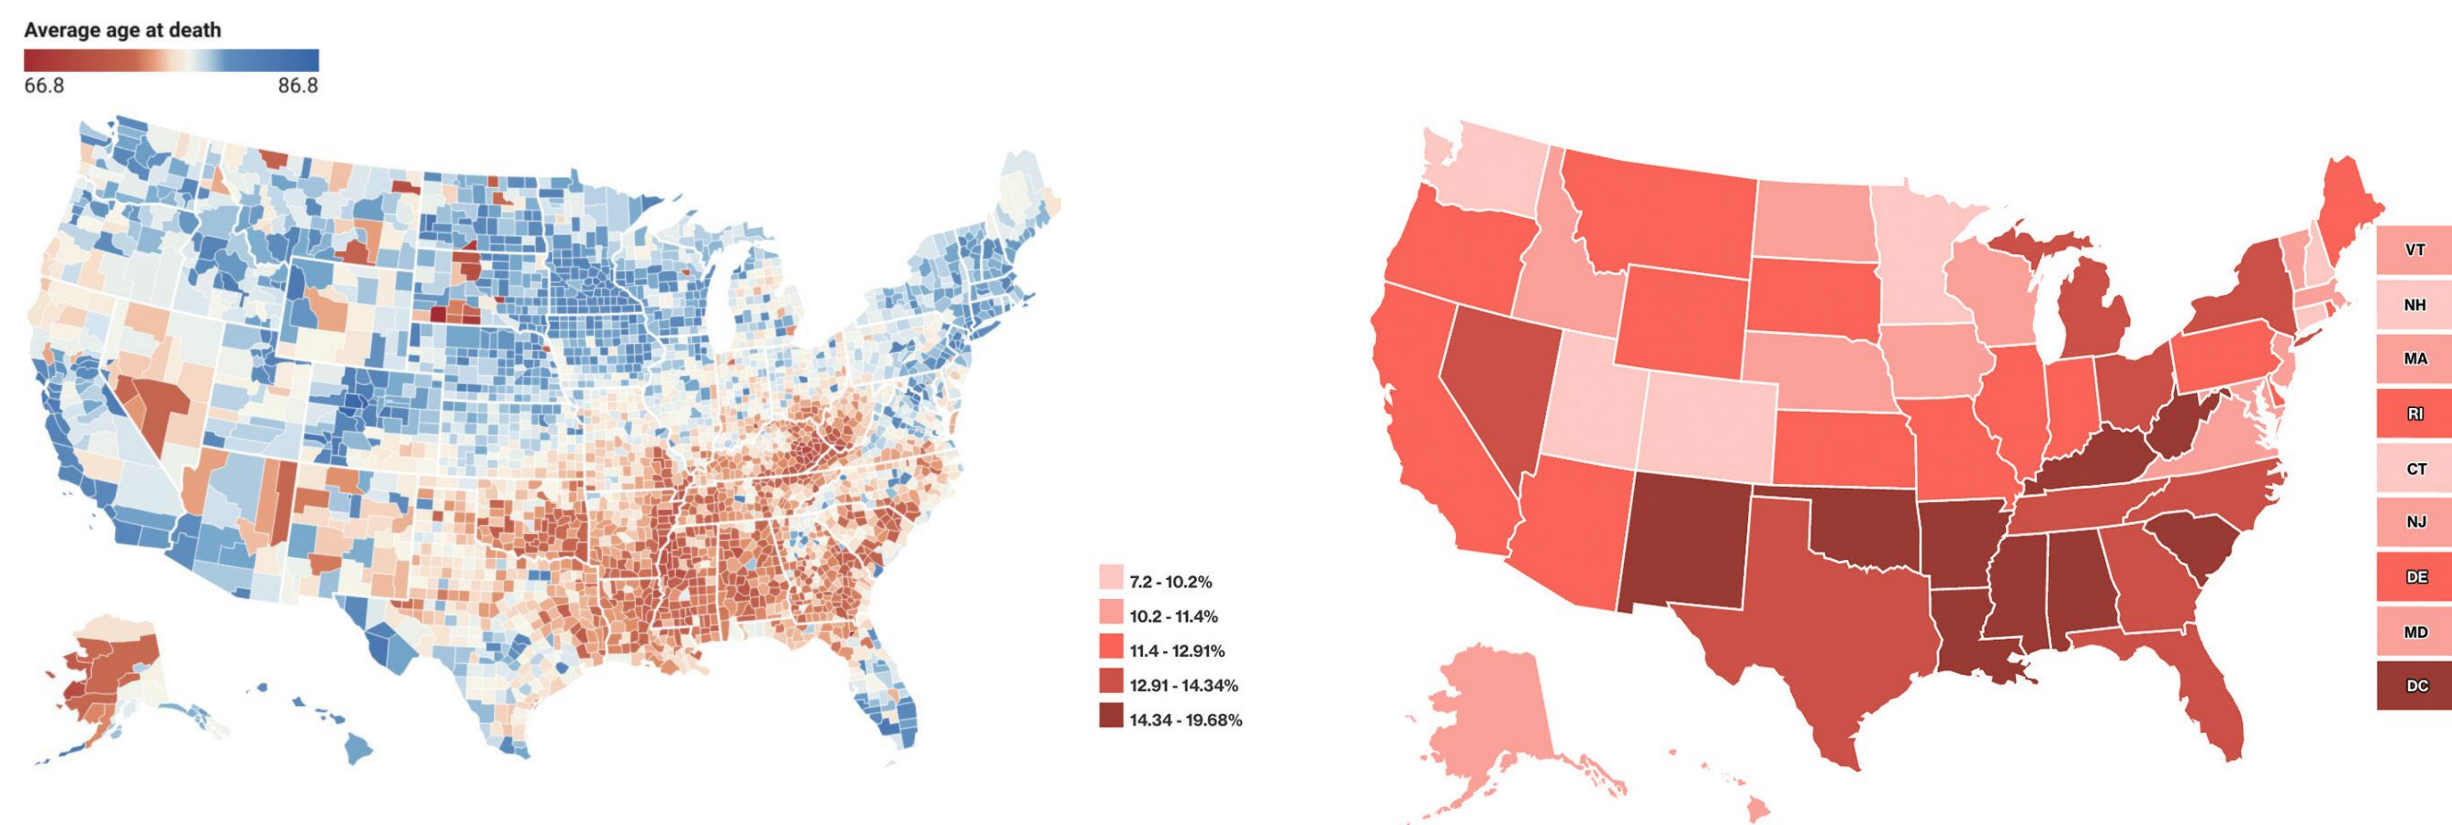 Average age at death
66.8 86.8
7.2 - 10.2%
10.2 - 11.4%
11.4 - 12.91%
12.91 - 14.34%
14.34 - 19.68%
VT
NH
MA
RI
CT
NJ
DE
MD
DC